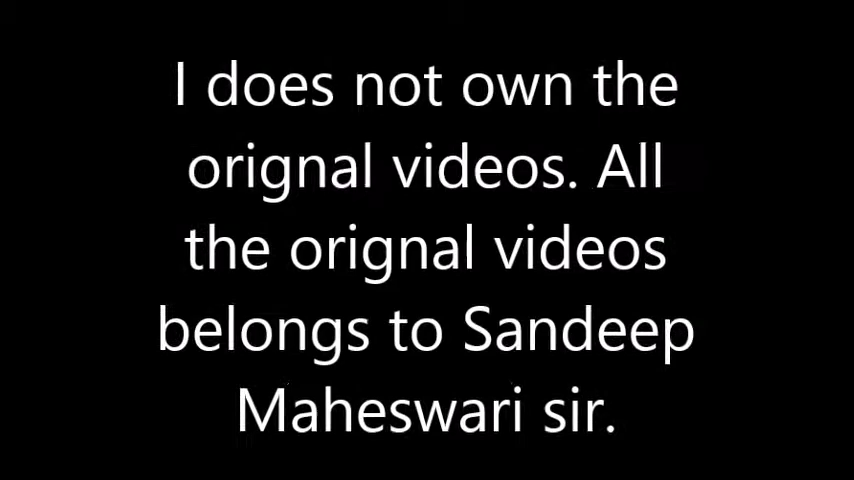 I does not own the
orignal videos. All
the orignal videos
belongs to Sandeep
Maheswari sir.